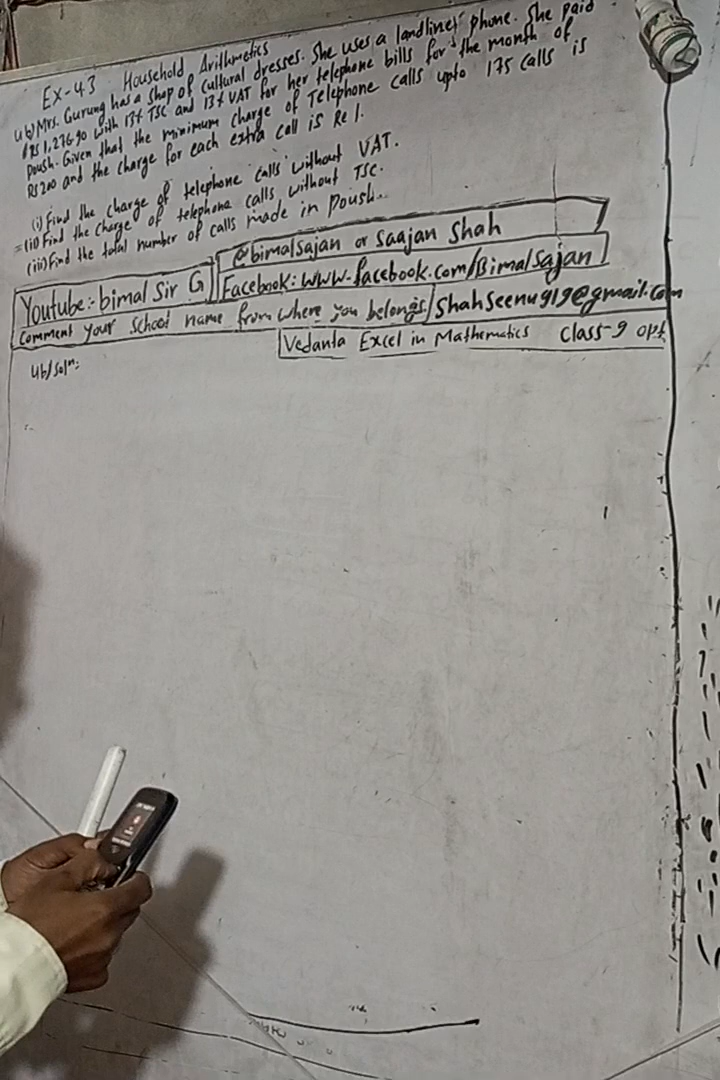 Ex-4.3 Household Arithmetics
4b) Mrs. Gurung has a shop of cultural dresses. She uses a landline phone. She paid
Rs 1,276.90 with 13% TSC and 13% VAT for her telephone bills for the month of
Poush. Given that the minimum charge of Telephone calls upto 175 calls is
Rs 200 and the charge for each extra call is Re 1.
(i) Find the charge of telephone calls without VAT.
(ii) Find the charge of telephone calls without TSC.
(iii) Find the total number of calls made in Poush.
@bimalsajan or Saajan Shah
Youtube:- bimal Sir G
Facebook: www.facebook.com/Bimalsajan
Comment your school name from where you belongs/
Shahseenu919@gmail.com
Vedanta Excel in Mathematics Class-9 opt
4b/Solⁿ: